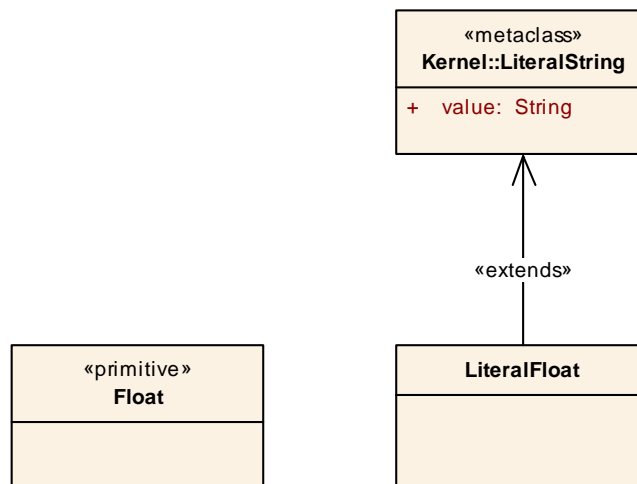 «metaclass»
Kernel::LiteralString
+ value: String
«extends»
«primitive»
Float
LiteralFloat